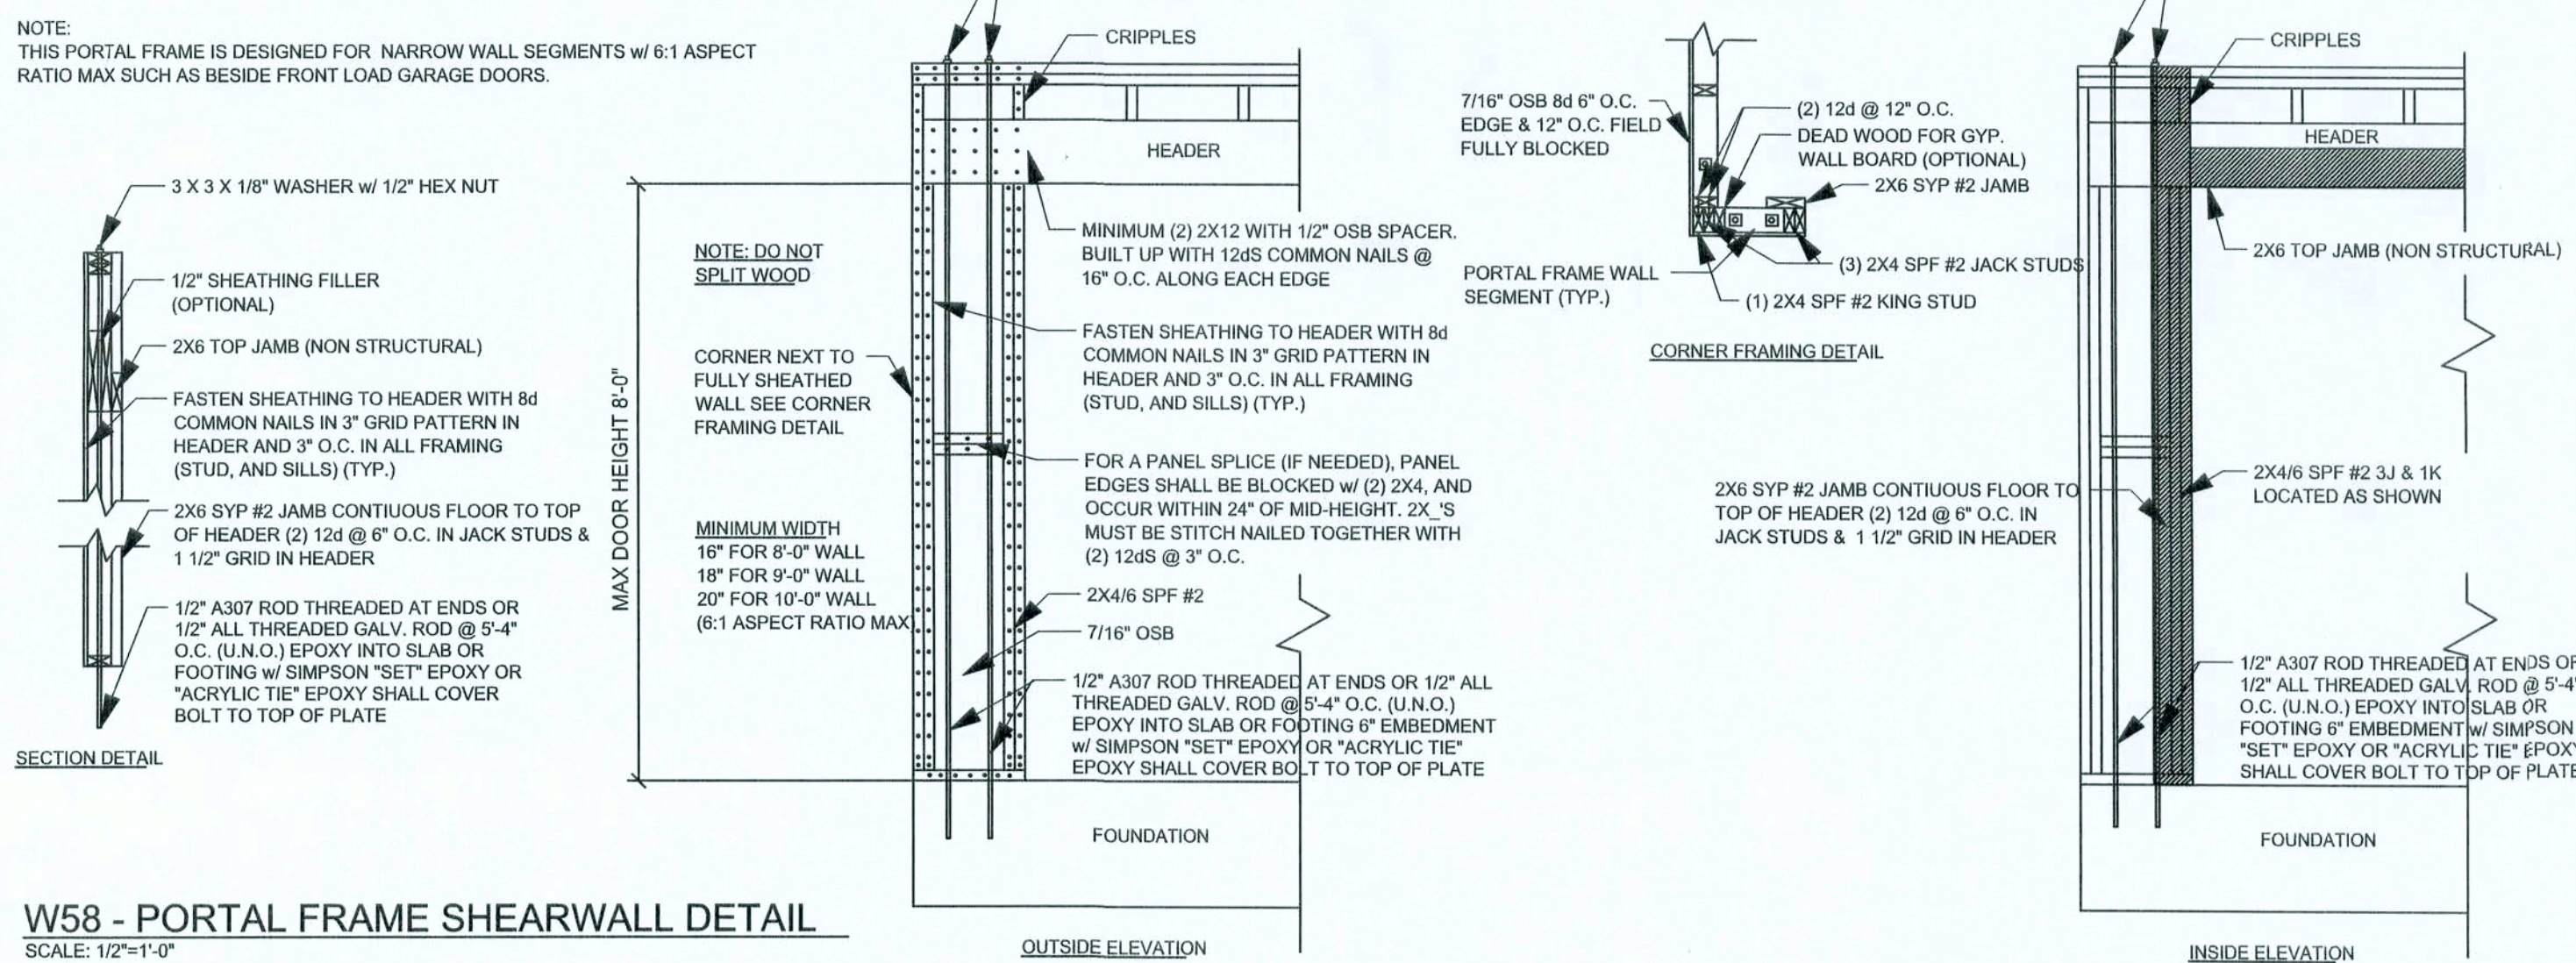 NOTE:
THIS PORTAL FRAME IS DESIGNED FOR NARROW WALL SEGMENTS w/ 6:1 ASPECT
RATIO MAX SUCH AS BESIDE FRONT LOAD GARAGE DOORS.
3 X 3 X 1/8" WASHER w/ 1/2" HEX NUT
1/2" SHEATHING FILLER
(OPTIONAL)
2X6 TOP JAMB (NON STRUCTURAL)
FASTEN SHEATHING TO HEADER WITH 8d
COMMON NAILS IN 3" GRID PATTERN IN
HEADER AND 3" O.C. IN ALL FRAMING
(STUD, AND SILLS) (TYP.)
2X6 SYP #2 JAMB CONTIUOUS FLOOR TO TOP
OF HEADER (2) 12d @ 6" O.C. IN JACK STUDS &
1 1/2" GRID IN HEADER
1/2" A307 ROD THREADED AT ENDS OR
1/2" ALL THREADED GALV. ROD @ 5'-4"
O.C. (U.N.O.) EPOXY INTO SLAB OR
FOOTING w/ SIMPSON "SET" EPOXY OR
"ACRYLIC TIE" EPOXY SHALL COVER
BOLT TO TOP OF PLATE
SECTION DETAIL
MAX DOOR HEIGHT 8'-0"
NOTE: DO NOT
SPLIT WOOD
CORNER NEXT TO
FULLY SHEATHED
WALL SEE CORNER
FRAMING DETAIL
MINIMUM WIDTH
16" FOR 8'-0" WALL
18" FOR 9'-0" WALL
20" FOR 10'-0" WALL
(6:1 ASPECT RATIO MAX)
CRIPPLES
HEADER
MINIMUM (2) 2X12 WITH 1/2" OSB SPACER.
BUILT UP WITH 12dS COMMON NAILS @
16" O.C. ALONG EACH EDGE
FASTEN SHEATHING TO HEADER WITH 8d
COMMON NAILS IN 3" GRID PATTERN IN
HEADER AND 3" O.C. IN ALL FRAMING
(STUD, AND SILLS) (TYP.)
FOR A PANEL SPLICE (IF NEEDED), PANEL
EDGES SHALL BE BLOCKED w/ (2) 2X4, AND
OCCUR WITHIN 24" OF MID-HEIGHT. 2X_'S
MUST BE STITCH NAILED TOGETHER WITH
(2) 12dS @ 3" O.C.
2X4/6 SPF #2
7/16" OSB
1/2" A307 ROD THREADED AT ENDS OR 1/2" ALL
THREADED GALV. ROD @ 5'-4" O.C. (U.N.O.)
EPOXY INTO SLAB OR FOOTING 6" EMBEDMENT
w/ SIMPSON "SET" EPOXY OR "ACRYLIC TIE"
EPOXY SHALL COVER BOLT TO TOP OF PLATE
FOUNDATION
OUTSIDE ELEVATION
7/16" OSB 8d 6" O.C.
EDGE & 12" O.C. FIELD
FULLY BLOCKED
(2) 12d @ 12" O.C.
DEAD WOOD FOR GYP.
WALL BOARD (OPTIONAL)
2X6 SYP #2 JAMB
PORTAL FRAME WALL
SEGMENT (TYP.)
(3) 2X4 SPF #2 JACK STUDS
(1) 2X4 SPF #2 KING STUD
CORNER FRAMING DETAIL
CRIPPLES
HEADER
2X6 TOP JAMB (NON STRUCTURAL)
2X6 SYP #2 JAMB CONTIUOUS FLOOR TO
TOP OF HEADER (2) 12d @ 6" O.C. IN
JACK STUDS & 1 1/2" GRID IN HEADER
2X4/6 SPF #2 3J & 1K
LOCATED AS SHOWN
1/2" A307 ROD THREADED AT ENDS OR
1/2" ALL THREADED GALV. ROD @ 5'-4"
O.C. (U.N.O.) EPOXY INTO SLAB OR
FOOTING 6" EMBEDMENT w/ SIMPSON
"SET" EPOXY OR "ACRYLIC TIE" EPOXY
SHALL COVER BOLT TO TOP OF PLATE
FOUNDATION
INSIDE ELEVATION
W58 - PORTAL FRAME SHEARWALL DETAIL
SCALE: 1/2"=1'-0"